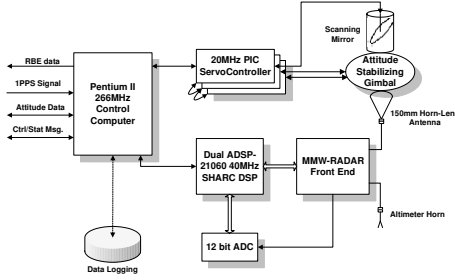 RBE data
1PPS Signal
Attitude Data
Ctrl/Stat Msg.
Pentium II
266MHz
Control
Computer
20MHz PIC
ServoController
Scanning
Mirror
Attitude
Stabilizing
Gimbal
150mm Horn-Len
Antenna
Dual ADSP-
21060 40MHz
SHARC DSP
MMW-RADAR
Front End
Altimeter Horn
12 bit ADC
Data Logging